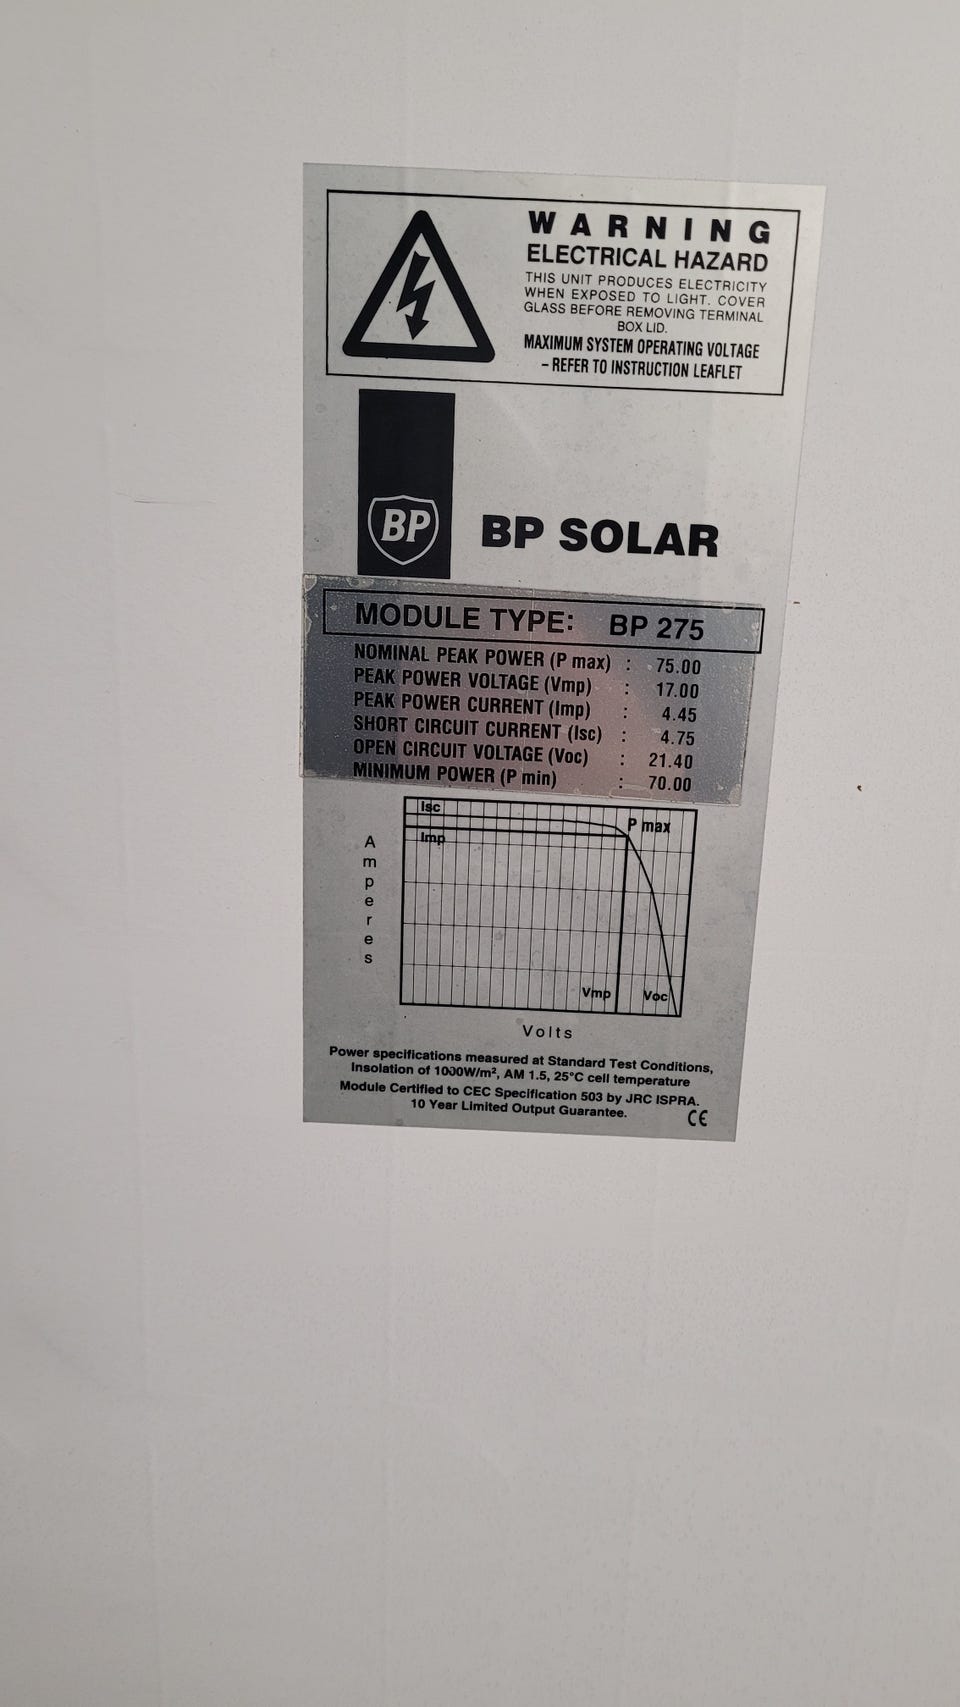 WARNING
ELECTRICAL HAZARD
THIS UNIT PRODUCES ELECTRICITY
WHEN EXPOSED TO LIGHT. COVER
GLASS BEFORE REMOVING TERMINAL
BOX LID.
MAXIMUM SYSTEM OPERATING VOLTAGE
– REFER TO INSTRUCTION LEAFLET
BP
BP SOLAR
MODULE TYPE: BP 275
NOMINAL PEAK POWER (P max) : 75.00
PEAK POWER VOLTAGE (Vmp) : 17.00
PEAK POWER CURRENT (Imp) : 4.45
SHORT CIRCUIT CURRENT (Isc) : 4.75
OPEN CIRCUIT VOLTAGE (Voc) : 21.40
MINIMUM POWER (P min) : 70.00
Isc
P max
Imp
Amperes
Vmp
Voc
Volts
Power specifications measured at Standard Test Conditions,
Insolation of 1000W/m², AM 1.5, 25°C cell temperature
Module Certified to CEC Specification 503 by JRC ISPRA.
10 Year Limited Output Guarantee.
CE